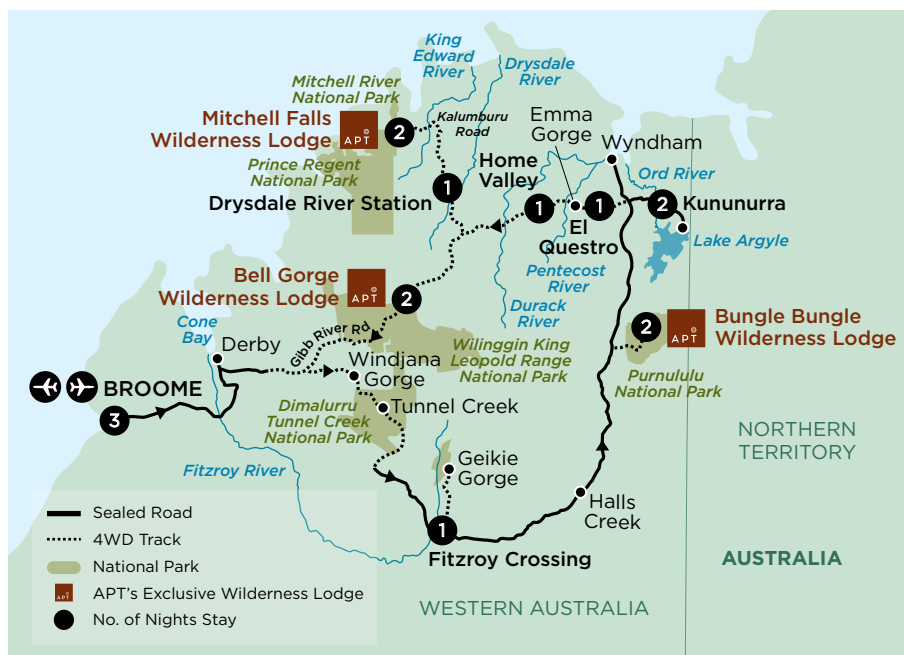 King
Edward
River
Drysdale
River
Mitchell River
National Park
Mitchell Falls
Wilderness Lodge
APT
2
Kalumburu
Road
Emma
Gorge
Wyndham
Prince Regent
National Park
Home
Valley
Ord River
Drysdale River Station
1
1
1
2
Kununurra
El
Questro
Lake Argyle
Bell Gorge
Wilderness Lodge
APT
2
Pentecost
River
Durack
River
Cone
Bay
Gibb River Rd
2
APT
Bungle Bungle
Wilderness Lodge
Derby
Wilinggin King
Leopold Range
National Park
Windjana
Gorge
Purnululu
National Park
BROOME
3
Dimalurru
Tunnel Creek
National Park
Tunnel Creek
NORTHERN
TERRITORY
Fitzroy River
Geikie
Gorge
Halls
Creek
1
Fitzroy Crossing
AUSTRALIA
WESTERN AUSTRALIA
Sealed Road
4WD Track
National Park
APT
APT's Exclusive Wilderness Lodge
No. of Nights Stay